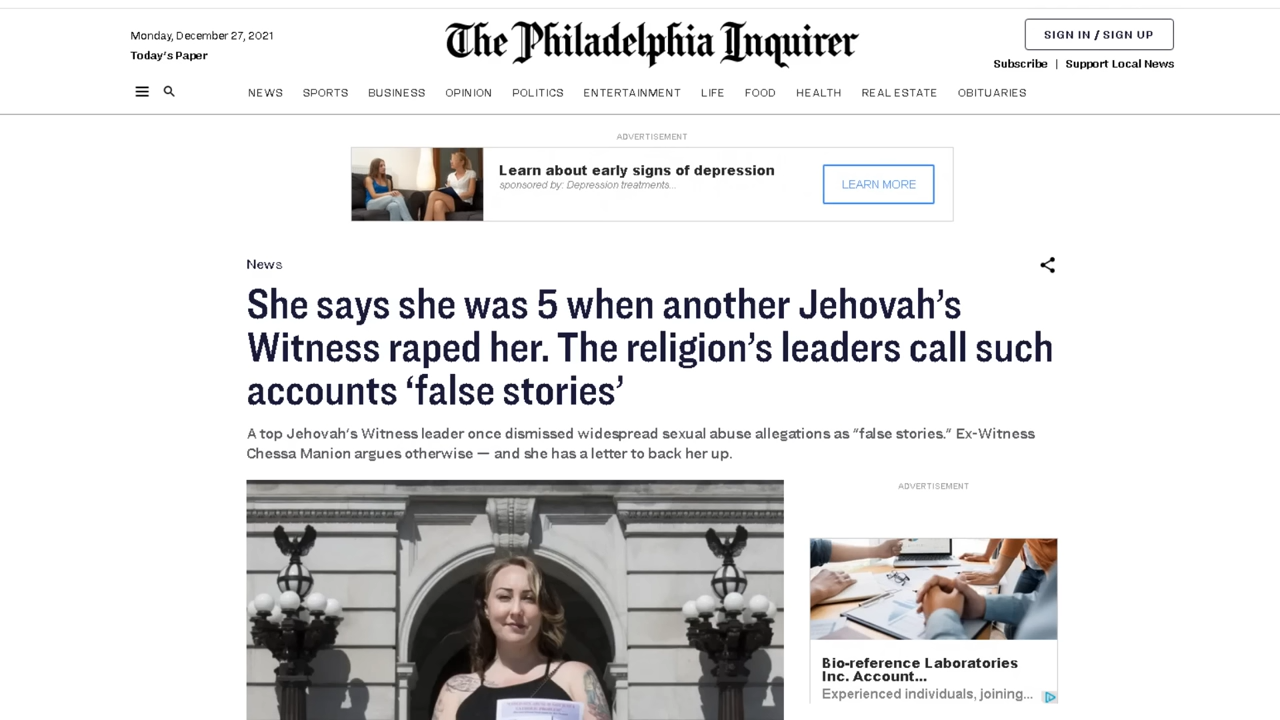 Monday, December 27, 2021
Today's Paper
The Philadelphia Inquirer
SIGN IN / SIGN UP
Subscribe | Support Local News
NEWS SPORTS BUSINESS OPINION POLITICS ENTERTAINMENT LIFE FOOD HEALTH REAL ESTATE OBITUARIES
ADVERTISEMENT
Learn about early signs of depression
sponsored by: Depression treatments...
LEARN MORE
News
She says she was 5 when another Jehovah’s
Witness raped her. The religion’s leaders call such
accounts ‘false stories’
A top Jehovah’s Witness leader once dismissed widespread sexual abuse allegations as “false stories.” Ex-Witness
Chessa Manion argues otherwise — and she has a letter to back her up.
ADVERTISEMENT
Bio-reference Laboratories
Inc. Account...
Experienced individuals, joining...